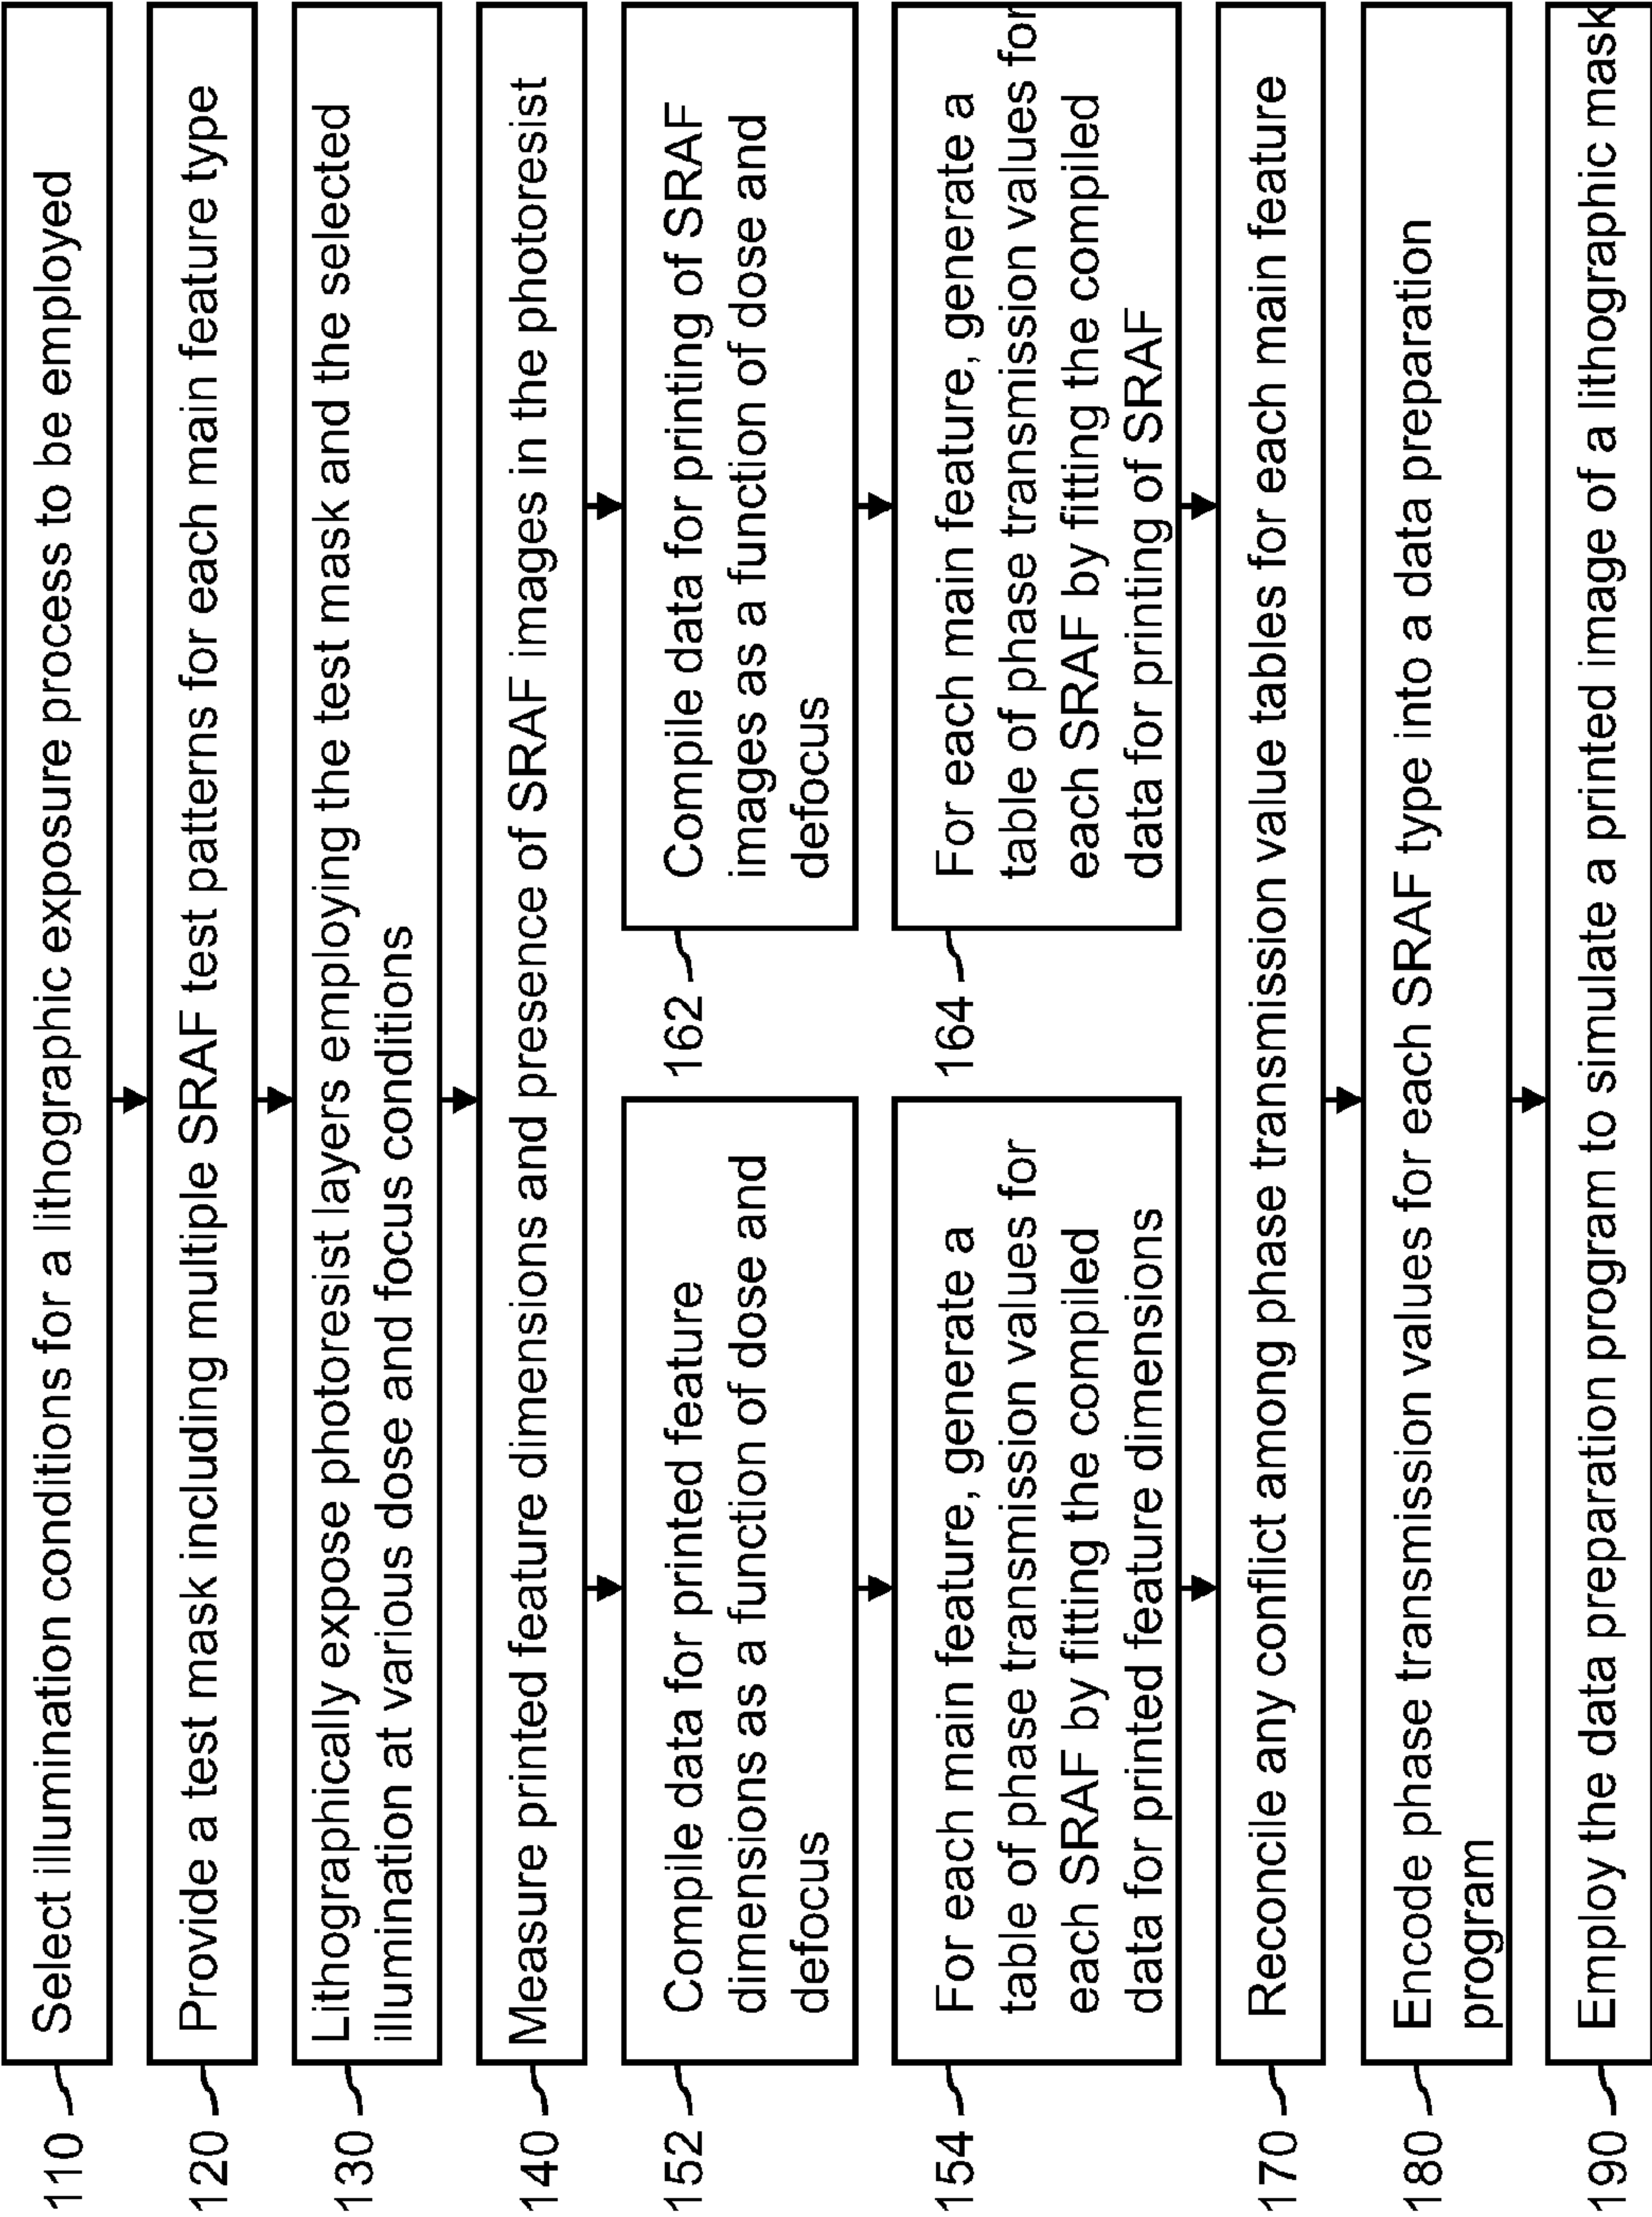 110
Select illumination conditions for a lithographic exposure process to be employed
120
Provide a test mask including multiple SRAF test patterns for each main feature type
130
Lithographically expose photoresist layers employing the test mask and the selected
illumination at various dose and focus conditions
140
Measure printed feature dimensions and presence of SRAF images in the photoresist
152
Compile data for printed feature
dimensions as a function of dose and
defocus
162
Compile data for printing of SRAF
images as a function of dose and
defocus
154
For each main feature, generate a
table of phase transmission values for
each SRAF by fitting the compiled
data for printed feature dimensions
164
For each main feature, generate a
table of phase transmission values for
each SRAF by fitting the compiled
data for printing of SRAF
170
Reconcile any conflict among phase transmission value tables for each main feature
180
Encode phase transmission values for each SRAF type into a data preparation
program
190
Employ the data preparation program to simulate a printed image of a lithographic mask